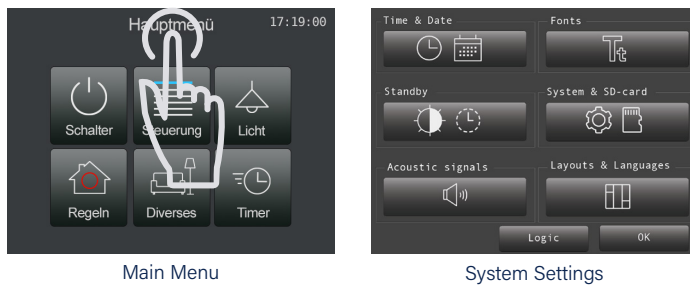 Hauptmenü 17:19:00
Schalter Steuerung Licht
Regeln Diverses Timer
Main Menu
Time & Date Fonts
Tt
Standby System & SD-card
Acoustic signals Layouts & Languages
Logic OK
System Settings